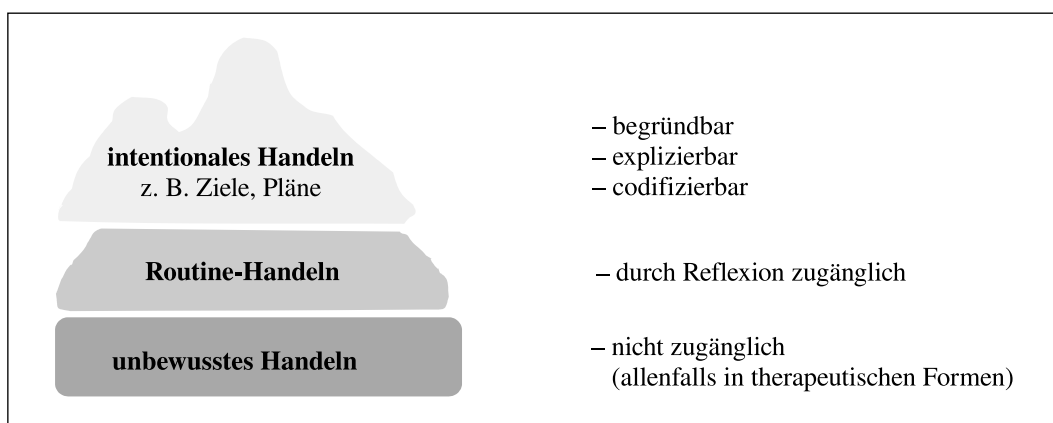 intentionales Handeln
z. B. Ziele, Pläne
– begründbar
– explizierbar
– codifizierbar
Routine-Handeln
– durch Reflexion zugänglich
unbewusstes Handeln
– nicht zugänglich
(allenfalls in therapeutischen Formen)